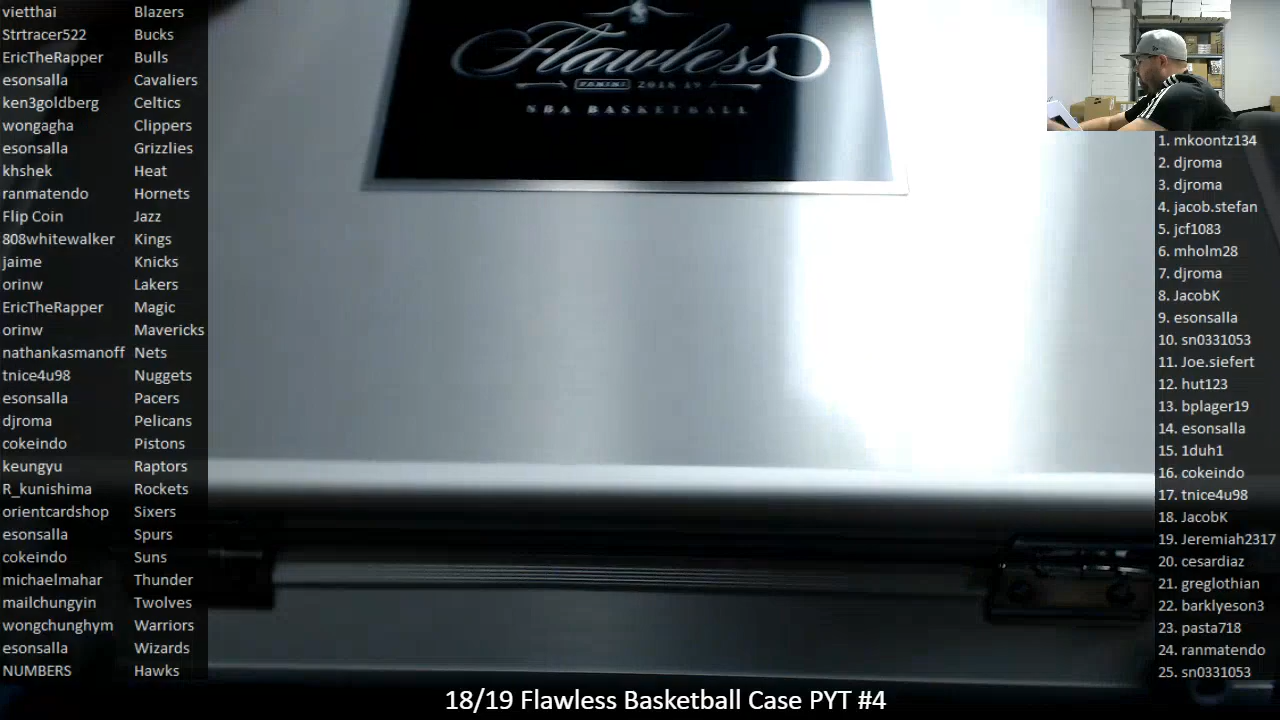 vietthai Blazers
Strtracer522 Bucks
EricTheRapper Bulls
esonsalla Cavaliers
ken3goldberg Celtics
wongagha Clippers
esonsalla Grizzlies
khshek Heat
ranmatendo Hornets
Flip Coin Jazz
808whitewalker Kings
jaime Knicks
orinw Lakers
EricTheRapper Magic
orinw Mavericks
nathankasmanoff Nets
tnice4u98 Nuggets
esonsalla Pacers
djroma Pelicans
cokeindo Pistons
keungyu Raptors
R_kunishima Rockets
orientcardshop Sixers
esonsalla Spurs
cokeindo Suns
michaelmahar Thunder
mailchungyin Twolves
wongchunghym Warriors
esonsalla Wizards
NUMBERS Hawks
Flawless
PANINI 2018-19
NBA BASKETBALL
1. mkoontz134
2. djroma
3. djroma
4. jacob.stefan
5. jcf1083
6. mholm28
7. djroma
8. JacobK
9. esonsalla
10. sn0331053
11. Joe.siefert
12. hut123
13. bplager19
14. esonsalla
15. 1duh1
16. cokeindo
17. tnice4u98
18. JacobK
19. Jeremiah2317
20. cesardiaz
21. greglothian
22. barklyeson3
23. pasta718
24. ranmatendo
25. sn0331053
18/19 Flawless Basketball Case PYT #4